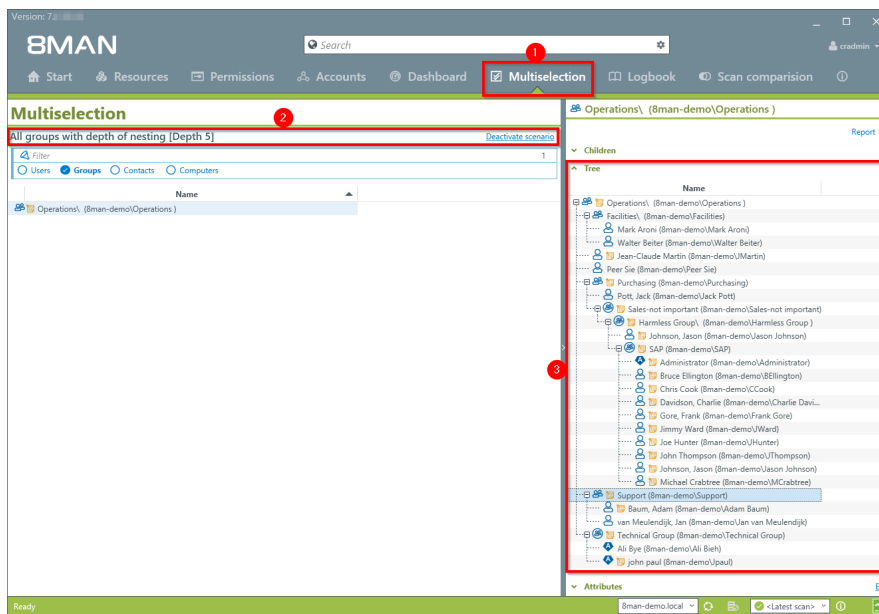 Version: 7.
8MAN
Search
cradmin
1
Start
Resources
Permissions
Accounts
Dashboard
Multiselection
Logbook
Scan comparision
Multiselection
2
All groups with depth of nesting [Depth 5]
Deactivate scenario
Filter
1
Users
Groups
Contacts
Computers
Name
Operations\ (8man-demo\Operations )
Operations\ (8man-demo\Operations )
Report
Children
Tree
Name
Operations\ (8man-demo\Operations )
Facilities\ (8man-demo\Facilities)
Mark Aroni (8man-demo\Mark Aroni)
Walter Beiter (8man-demo\Walter Beiter)
Jean-Claude Martin (8man-demo\JMartin)
Peer Sie (8man-demo\Peer Sie)
Purchasing (8man-demo\Purchasing)
Pott, Jack (8man-demo\Jack Pott)
Sales-not important (8man-demo\Sales-not important)
Harmless Group\ (8man-demo\Harmless Group )
Johnson, Jason (8man-demo\Jason Johnson)
SAP (8man-demo\SAP)
3
Administrator (8man-demo\Administrator)
Bruce Ellington (8man-demo\BEllington)
Chris Cook (8man-demo\CCook)
Davidson, Charlie (8man-demo\Charlie Davi...
Gore, Frank (8man-demo\Frank Gore)
Jimmy Ward (8man-demo\JWard)
Joe Hunter (8man-demo\JHunter)
John Thompson (8man-demo\JThompson)
Johnson, Jason (8man-demo\Jason Johnson)
Michael Crabtree (8man-demo\MCrabtree)
Support (8man-demo\Support)
Baum, Adam (8man-demo\Adam Baum)
van Meulendijk, Jan (8man-demo\Jan van Meulendijk)
Technical Group (8man-demo\Technical Group)
Ali Bye (8man-demo\Ali Bieh)
john paul (8man-demo\jpaul)
Attributes
Ready
8man-demo.local
<Latest scan>